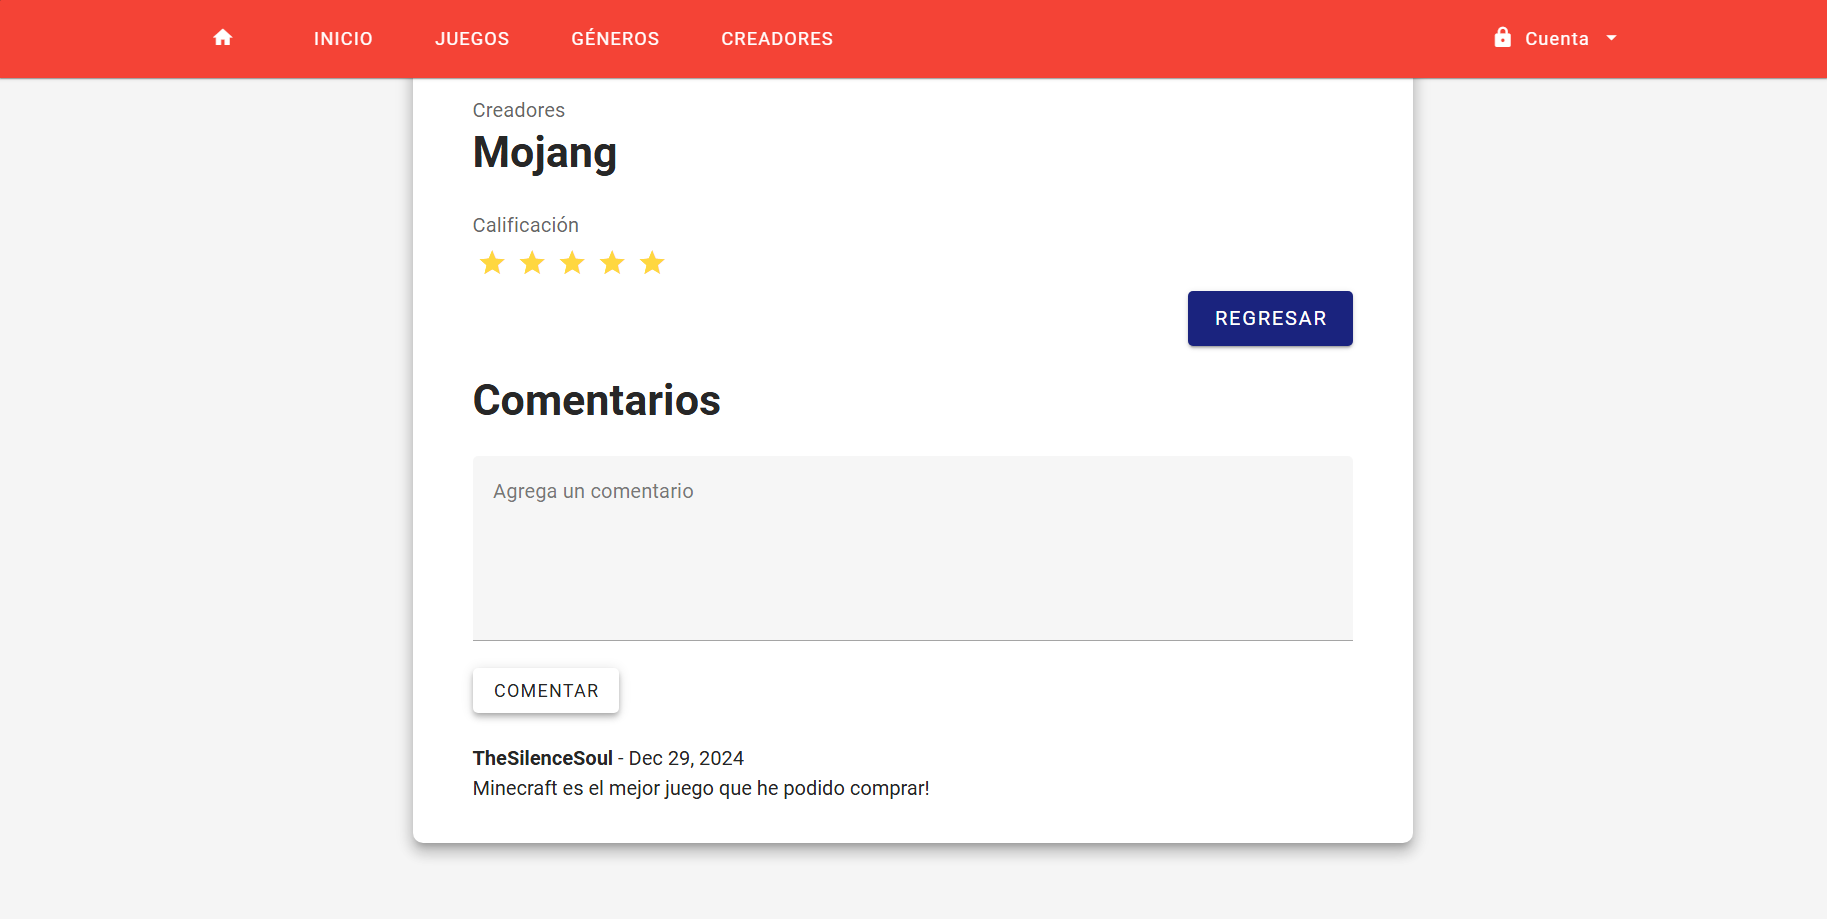 INICIO JUEGOS GÉNEROS CREADORES Cuenta
Creadores
Mojang
Calificación
REGRESAR
Comentarios
Agrega un comentario
COMENTAR
TheSilenceSoul - Dec 29, 2024
Minecraft es el mejor juego que he podido comprar!